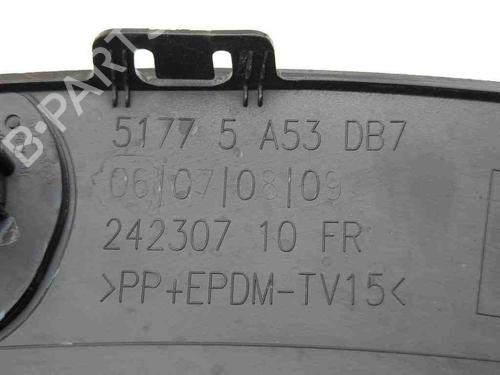 B-PARTS
5177 5 A53 DB7
06|07|08|09
242307 10 FR
>PP+EPDM-TV15<